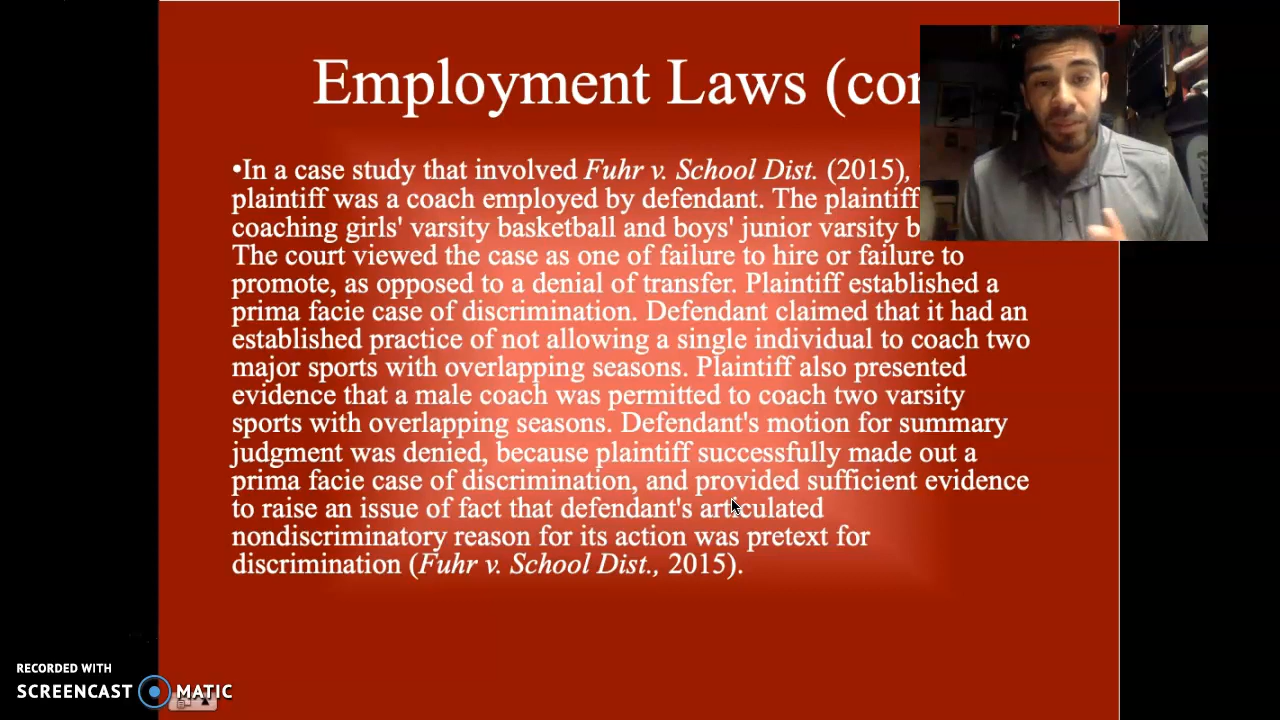 Employment Laws (con
•In a case study that involved Fuhr v. School Dist. (2015),
plaintiff was a coach employed by defendant. The plaintiff
coaching girls' varsity basketball and boys' junior varsity b
The court viewed the case as one of failure to hire or failure to
promote, as opposed to a denial of transfer. Plaintiff established a
prima facie case of discrimination. Defendant claimed that it had an
established practice of not allowing a single individual to coach two
major sports with overlapping seasons. Plaintiff also presented
evidence that a male coach was permitted to coach two varsity
sports with overlapping seasons. Defendant's motion for summary
judgment was denied, because plaintiff successfully made out a
prima facie case of discrimination, and provided sufficient evidence
to raise an issue of fact that defendant's articulated
nondiscriminatory reason for its action was pretext for
discrimination (Fuhr v. School Dist., 2015).
RECORDED WITH
SCREENCAST MATIC